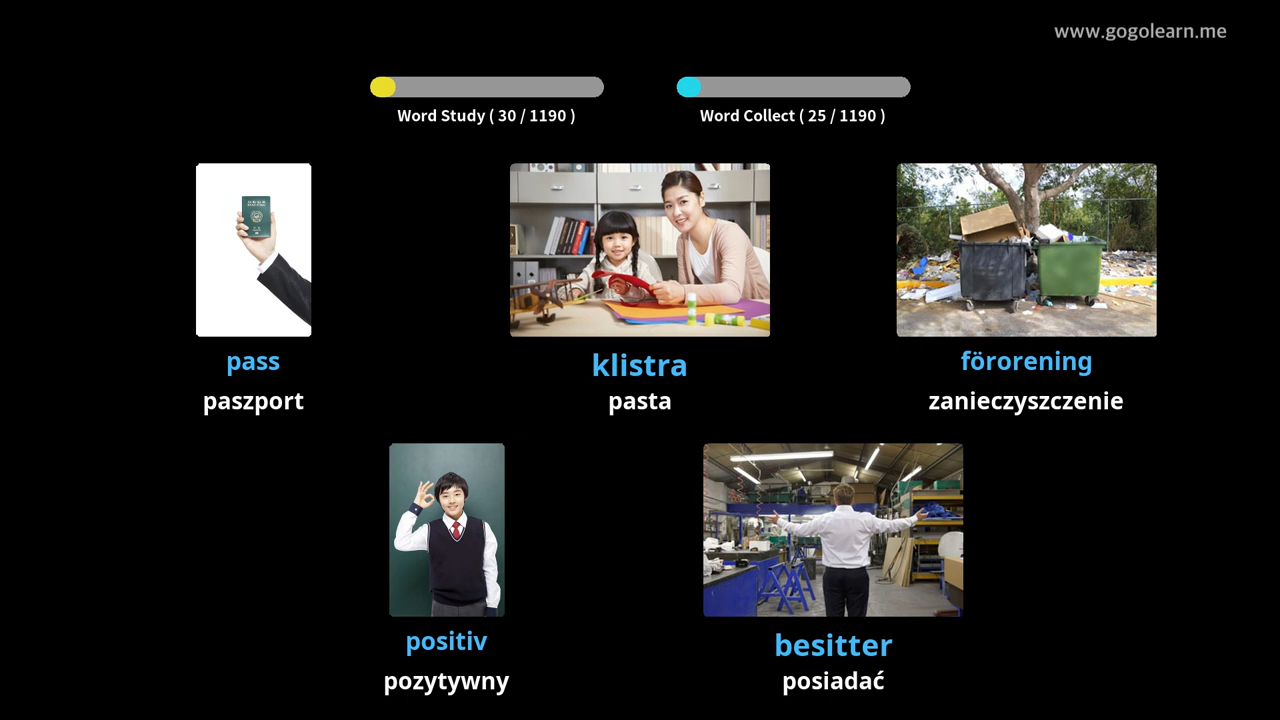 www.gogolearn.me
Word Study ( 30 / 1190 )
Word Collect ( 25 / 1190 )
pass
paszport
klistra
pasta
förorening
zanieczyszczenie
positiv
pozytywny
besitter
posiadać